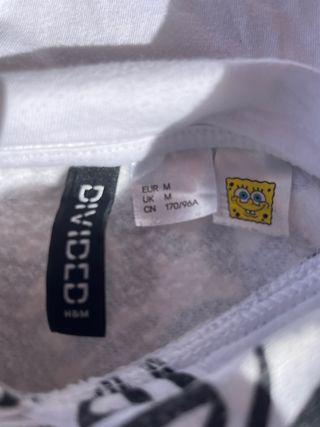 DIVIDED
H&M
EUR M
UK M
CN 170/96A